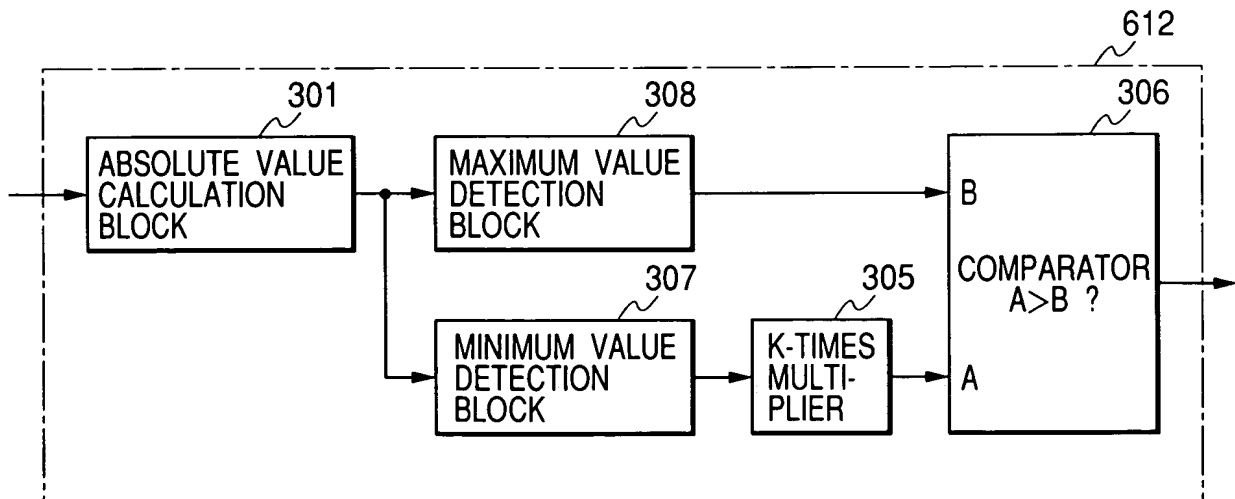 612
301
308
306
ABSOLUTE VALUE
CALCULATION
BLOCK
MAXIMUM VALUE
DETECTION
BLOCK
B
COMPARATOR
A>B ?
A
307
305
MINIMUM VALUE
DETECTION
BLOCK
K-TIMES
MULTI-
PLIER